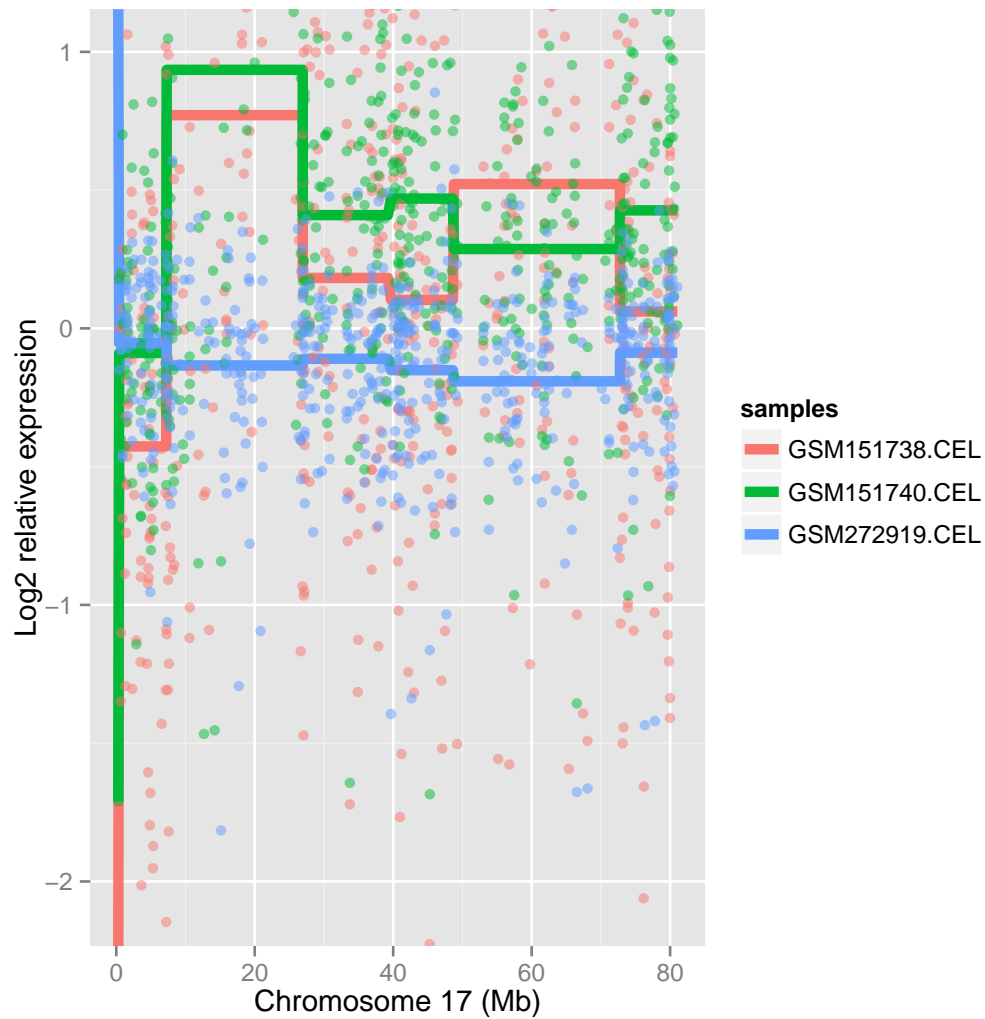 1
0
−1
−2
Log2 relative expression
0 20 40 60 80
Chromosome 17 (Mb)
samples
GSM151738.CEL
GSM151740.CEL
GSM272919.CEL